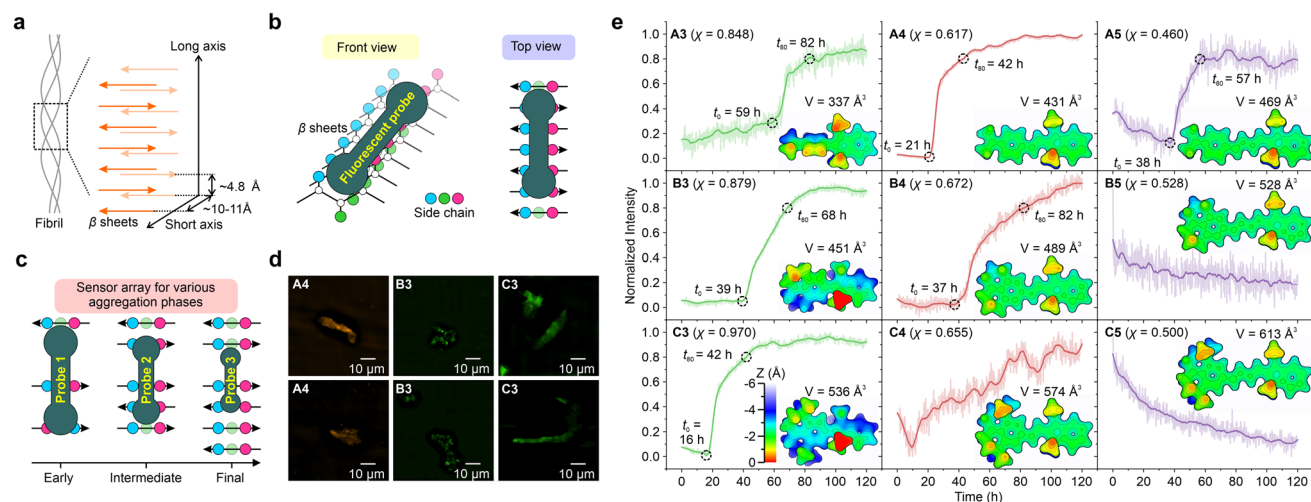 a
Long axis
Fibril
β sheets
Short axis
~4.8 Å
~10-11Å
b
Front view
Top view
β sheets
Fluorescent probe
Side chain
c
Sensor array for various
aggregation phases
Probe 1
Probe 2
Probe 3
Early
Intermediate
Final
d
A4
B3
C3
10 μm
10 μm
10 μm
A4
B3
C3
10 μm
10 μm
10 μm
e
Normalized Intensity
A3 (χ = 0.848)
t80 = 82 h
t0 = 59 h
V = 337 Å³
1.0
0.8
0.6
0.4
0.2
0.0
A4 (χ = 0.617)
t80 = 42 h
V = 431 Å³
t0 =
21 h
A5 (χ = 0.460)
t80 = 57 h
V = 469 Å³
t0 =
38 h
B3 (χ = 0.879)
t80 = 68 h
V = 451 Å³
t0 = 39 h
1.0
0.8
0.6
0.4
0.2
0.0
B4 (χ = 0.672)
t80 = 82 h
V = 489 Å³
t0 = 37 h
B5 (χ = 0.528)
V = 528 Å³
C3 (χ = 0.970)
t80 = 42 h
Z (Å)
-6
-4
-2
0
V = 536 Å³
t0 =
16 h
1.0
0.8
0.6
0.4
0.2
0.0
C4 (χ = 0.655)
V = 574 Å³
C5 (χ = 0.500)
V = 613 Å³
0 20 40 60 80 100 120
0 20 40 60 80 100 120
0 20 40 60 80 100 120
Time (h)